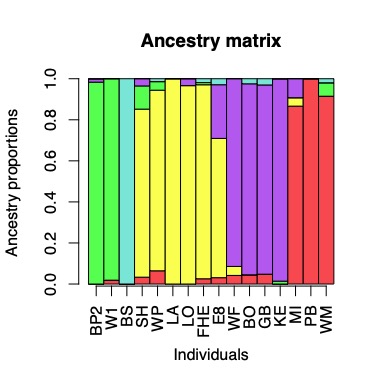 Ancestry matrix
Ancestry proportions
1.0
0.8
0.6
0.4
0.2
0.0
BP2 W1 BS SH WP LA LO FHE E8 WF BO GB KE MI PB WM
Individuals